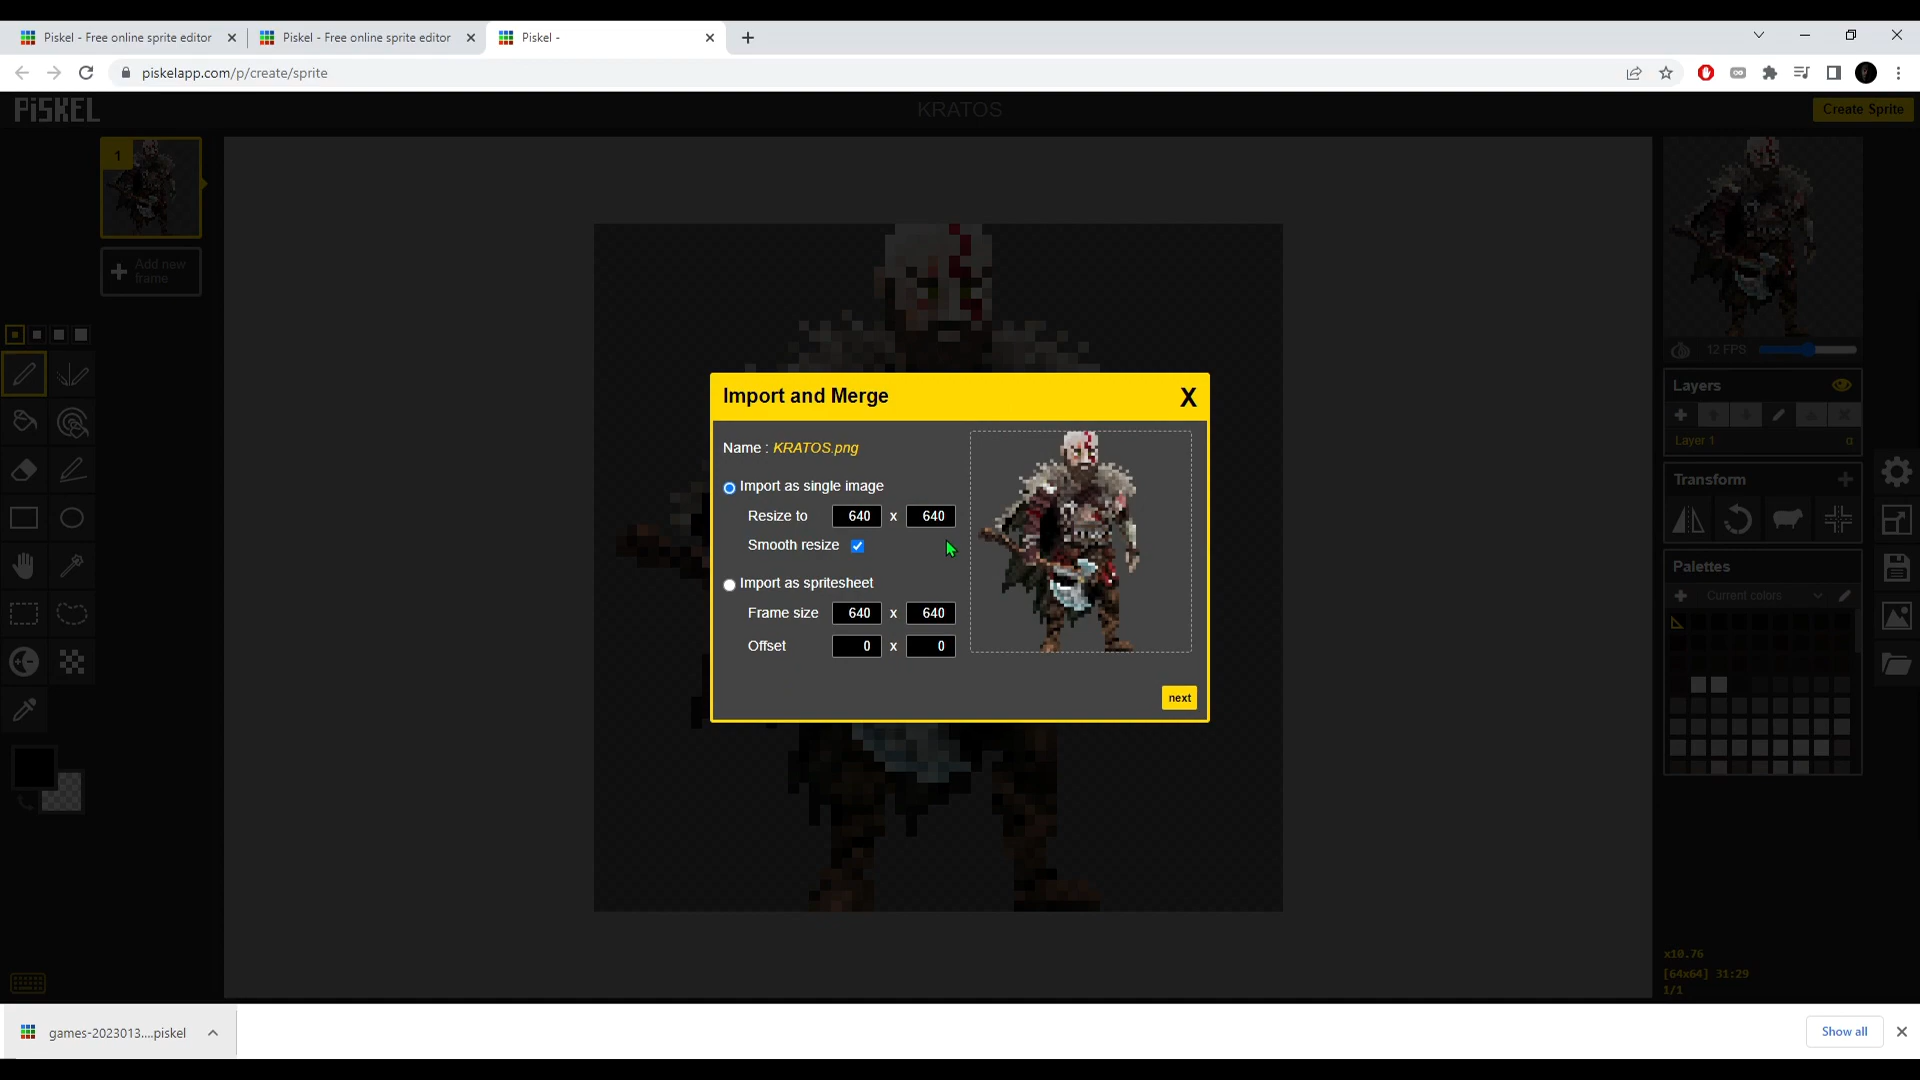 Piskel - Free online sprite editor
Piskel - Free online sprite editor
Piskel -
piskelapp.com/p/create/sprite
PiSKEL
KRATOS
Create Sprite
1
Add new
frame
12 FPS
Layers
Layer 1
α
Transform
Palettes
Current colors
Import and Merge
X
Name : KRATOS.png
Import as single image
Resize to 640 x 640
Smooth resize
Import as spritesheet
Frame size 640 x 640
Offset 0 x 0
next
x10.76
[64x64] 31:29
1/1
games-2023013....piskel
Show all